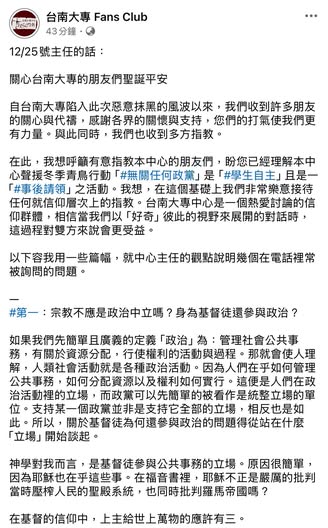 台南大專 Fans Club
43分鐘・
12/25號主任的話：
關心台南大專的朋友們聖誕平安
自台南大專陷入此次惡意抹黑的風波以來，我們收到許多朋友
的關心與代禱，感謝各界的關懷與支持，您們的打氣使我們更
有力量。與此同時，我們也收到多方指教。
在此，我想呼籲有意指教本中心的朋友們，盼您已經理解本中
心聲援冬季青鳥行動「#無關任何政黨」是「#學生自主」且是一
「#事後請領」之活動。我想，在這個基礎上我們非常樂意接待
任何就信仰層次上的指教。台南大專中心是一個熱愛討論的信
仰群體，相信當我們以「好奇」彼此的視野來展開的對話時，
這過程對雙方來說會更受益。
以下容我用一些篇幅，就中心主任的觀點說明幾個在電話裡常
被詢問的問題。
—
#第一：宗教不應是政治中立嗎？身為基督徒還參與政治？
如果我們先簡單且廣義的定義「政治」為：管理社會公共事
務，有關於資源分配，行使權利的活動與過程。那就會使人理
解，人類社會活動就是各種政治活動。因為人們在乎如何管理
公共事務，如何分配資源以及權利如何實行。這便是人們在政
治活動裡的立場，而政黨可以先簡單的被看作是統整立場的單
位。支持某一個政黨並非是支持它全部的立場，相反也是如
此。所以，關於基督徒為何還參與政治的問題得從站在什麼
「立場」開始談起。
神學對我而言，是基督徒參與公共事務的立場。原因很簡單，
因為耶穌也在乎這些事。在福音書裡，耶穌不正是嚴厲的批判
當時壓榨人民的聖殿系統，也同時批判羅馬帝國嗎？
在基督的信仰中，上主給世上萬物的應許有三。